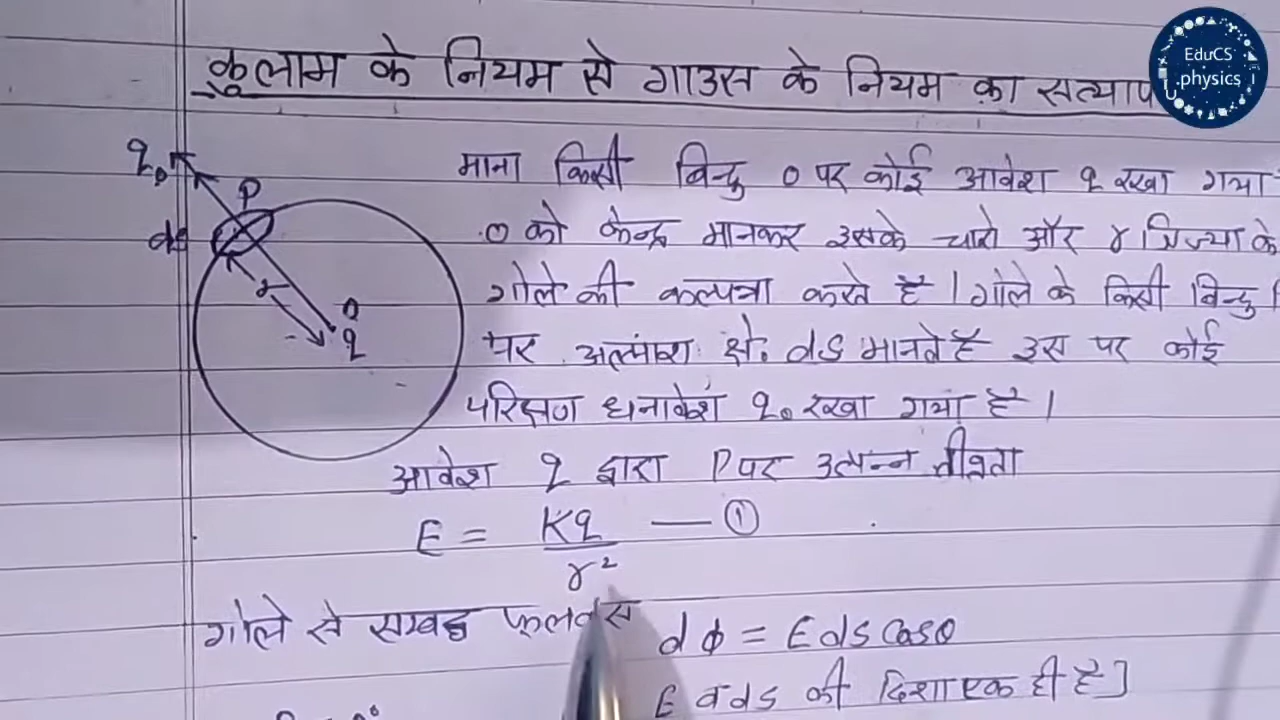 EduCS
physics
कुलाम के नियम से गाउस के नियम का सत्याप
माना किसी बिन्दु O पर कोई आवेश q रखा गया
O को केन्द्र मानकर उसके चारो और r त्रिज्या के
गोले की कल्पना करते है । गोले के किसी बिन्दु
पर अल्पांश क्षे० ds मानते है उस पर कोई
परिक्षण धनावेश q₀ रखा गया है ।
आवेश q द्वारा P पर उत्पन्न तीव्रता
E = Kq/r² — ①
गोले से सम्बद्ध फ्लक्स dϕ = E ds Cosθ
E व ds की दिशा एक ही है ]
q₀
P
ds
r
O
q